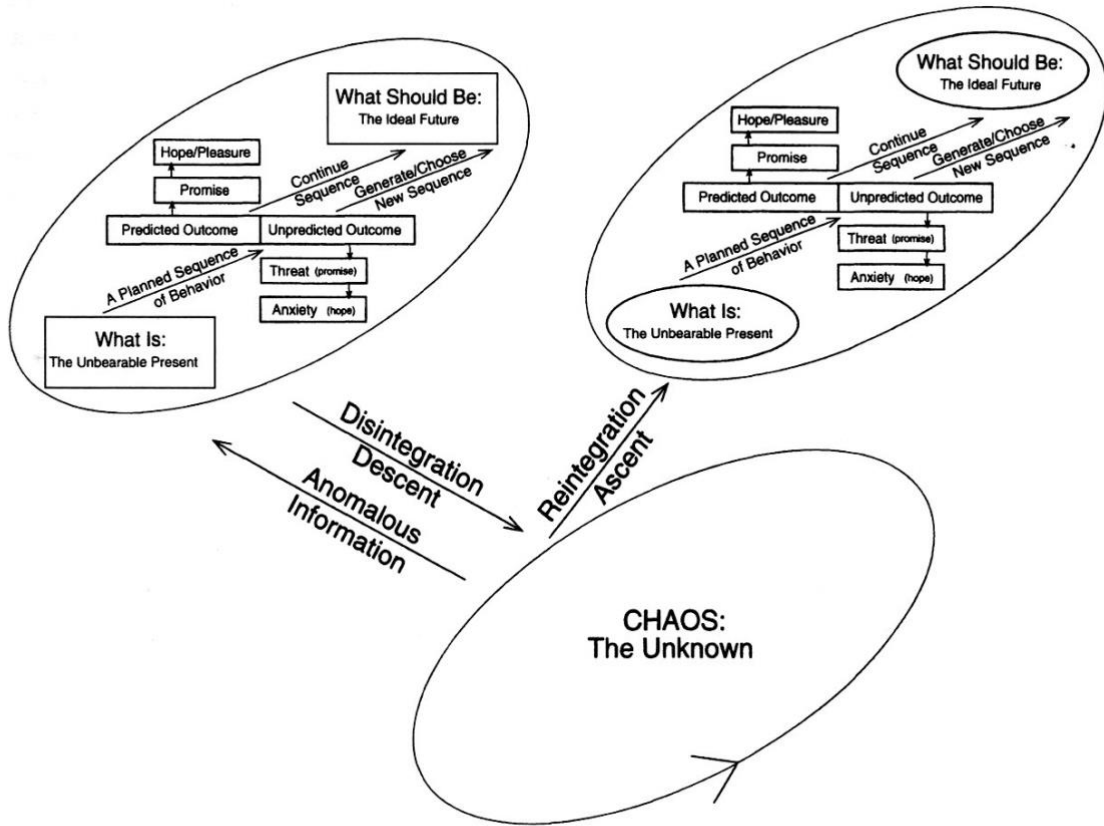 What Should Be:
The Ideal Future
Hope/Pleasure
Promise
Continue
Sequence
Generate/Choose
New Sequence
Predicted Outcome
Unpredicted Outcome
A Planned Sequence
of Behavior
Threat (promise)
Anxiety (hope)
What Is:
The Unbearable Present
What Should Be:
The Ideal Future
Hope/Pleasure
Promise
Continue
Sequence
Generate/Choose
New Sequence
Predicted Outcome
Unpredicted Outcome
A Planned Sequence
of Behavior
Threat (promise)
Anxiety (hope)
What Is:
The Unbearable Present
Disintegration
Descent
Anomalous
Information
Reintegration
Ascent
CHAOS:
The Unknown